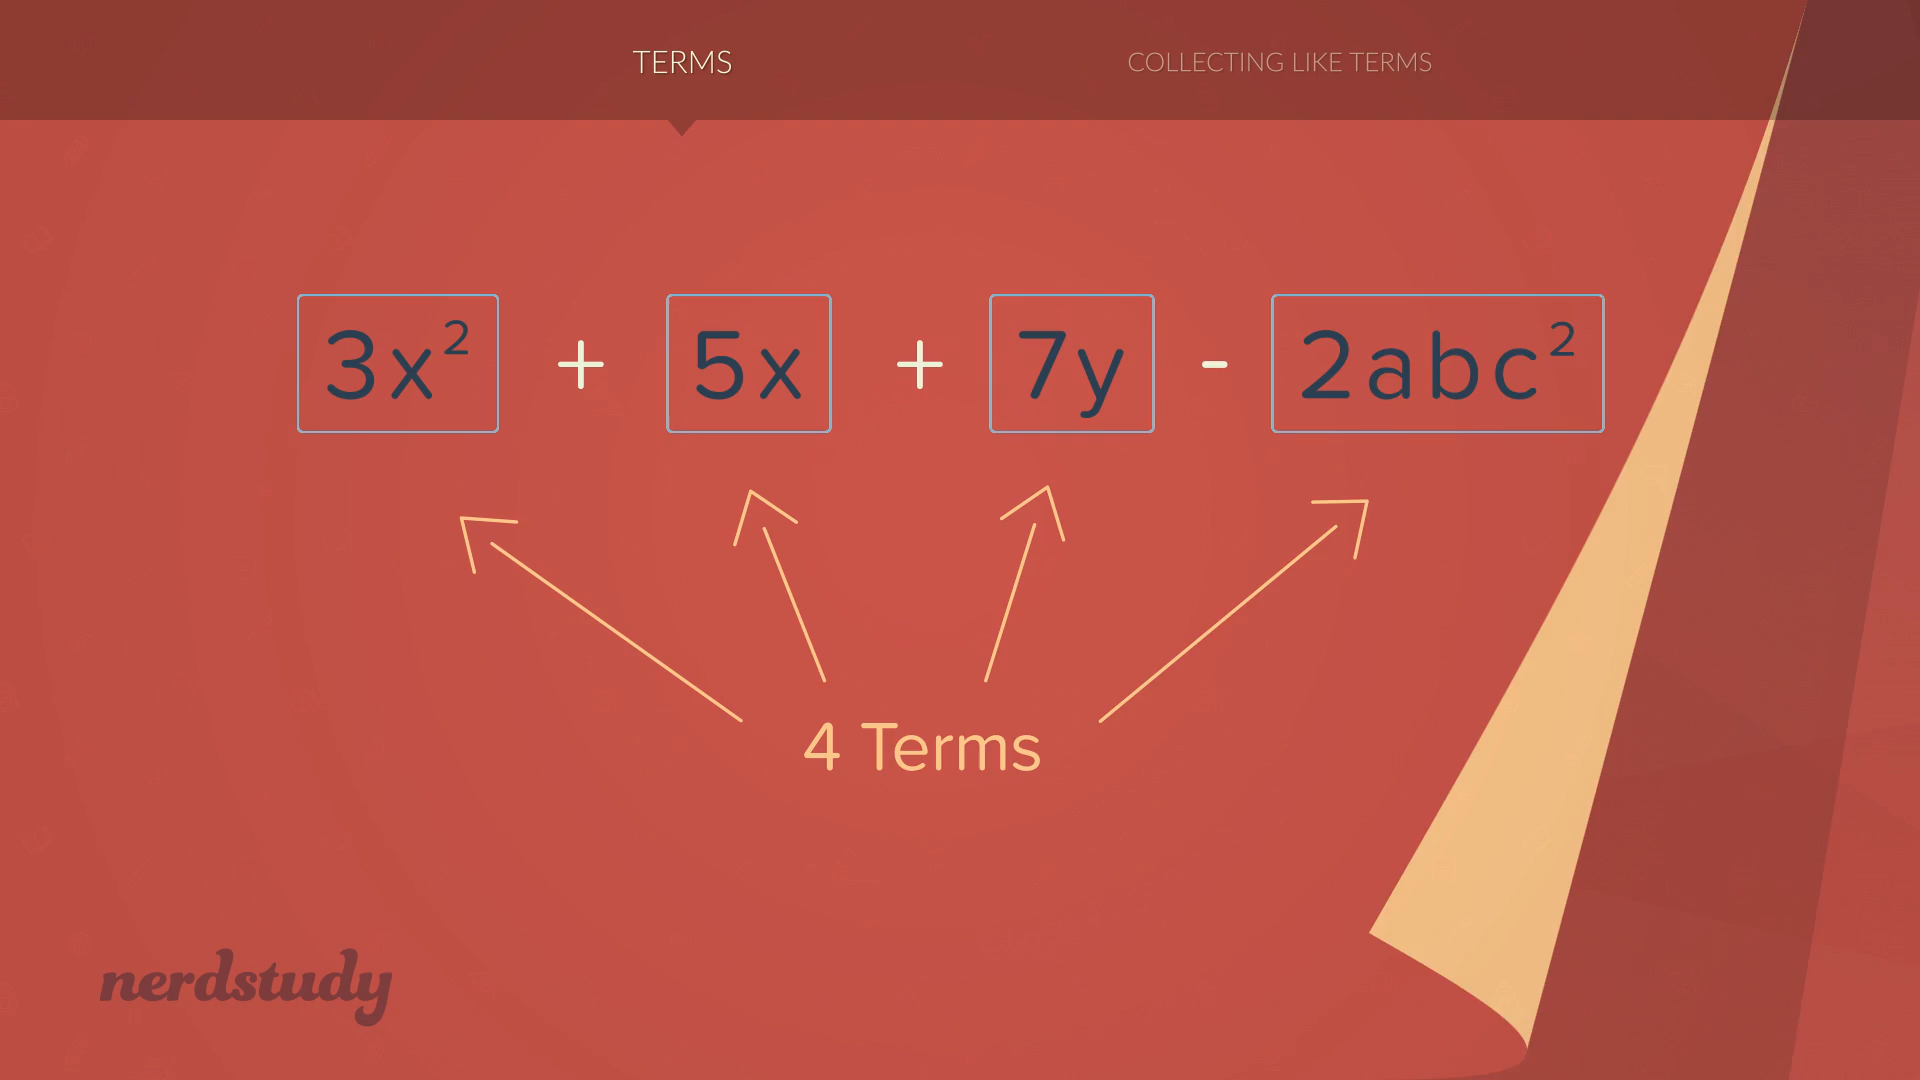 TERMS COLLECTING LIKE TERMS
3x² + 5x + 7y - 2abc²
4 Terms
nerdstudy